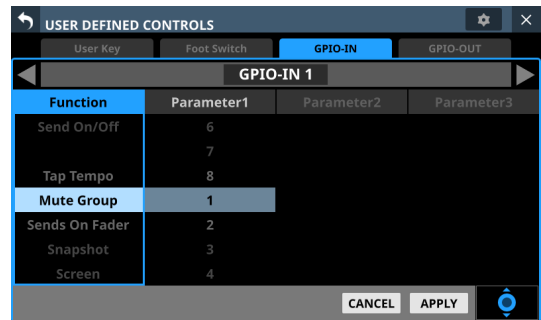 USER DEFINED CONTROLS
User Key Foot Switch GPIO-IN GPIO-OUT
GPIO-IN 1
Function Parameter1 Parameter2 Parameter3
Send On/Off 6
7
Tap Tempo 8
Mute Group 1
Sends On Fader 2
Snapshot 3
Screen 4
CANCEL APPLY